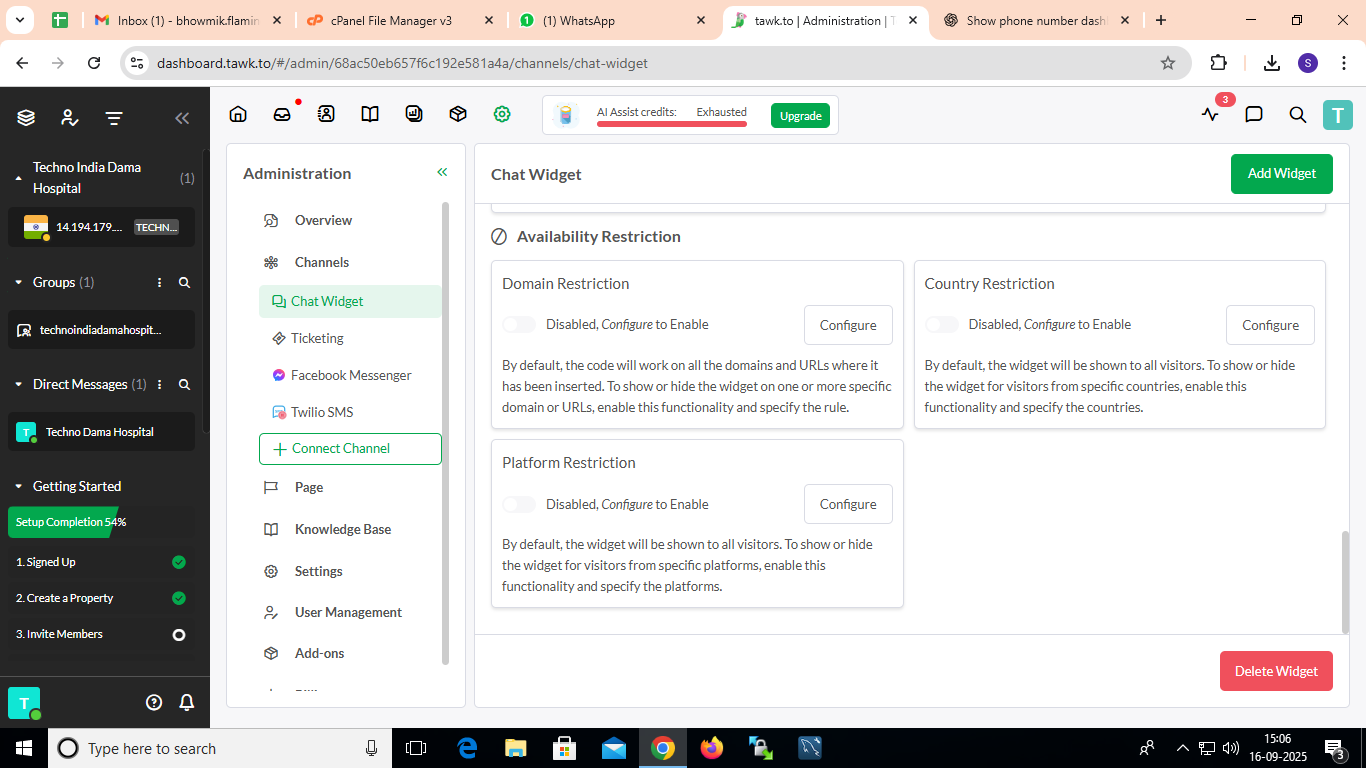 Inbox (1) - bhowmik.flamin
cPanel File Manager v3
(1) WhatsApp
tawk.to | Administration | T
Show phone number dash
dashboard.tawk.to/#/admin/68ac50eb657f6c192e581a4a/channels/chat-widget
S
Techno India Dama
Hospital
(1)
14.194.179....
TECHN...
Groups (1)
technoindiadamahospit...
Direct Messages (1)
T
Techno Dama Hospital
Getting Started
Setup Completion 54%
1. Signed Up
2. Create a Property
3. Invite Members
T
AI Assist credits:
Exhausted
Upgrade
3
T
Administration
Overview
Channels
Chat Widget
Ticketing
Facebook Messenger
Twilio SMS
Connect Channel
Page
Knowledge Base
Settings
User Management
Add-ons
Chat Widget
Add Widget
Availability Restriction
Domain Restriction
Disabled, Configure to Enable
Configure
By default, the code will work on all the domains and URLs where it
has been inserted. To show or hide the widget on one or more specific
domain or URLs, enable this functionality and specify the rule.
Country Restriction
Disabled, Configure to Enable
Configure
By default, the widget will be shown to all visitors. To show or hide
the widget for visitors from specific countries, enable this
functionality and specify the countries.
Platform Restriction
Disabled, Configure to Enable
Configure
By default, the widget will be shown to all visitors. To show or hide
the widget for visitors from specific platforms, enable this
functionality and specify the platforms.
Delete Widget
Type here to search
15:06
16-09-2025
3